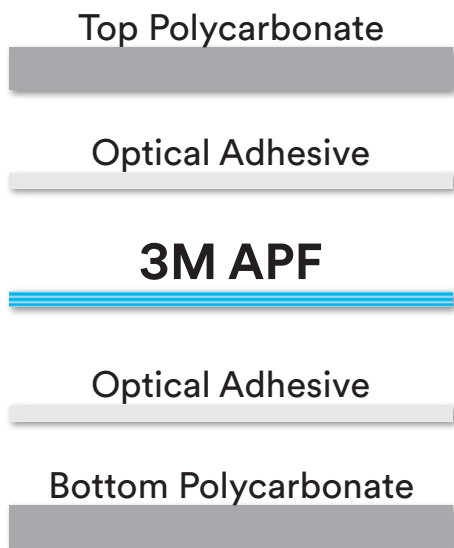 Top Polycarbonate
Optical Adhesive
3M APF
Optical Adhesive
Bottom Polycarbonate